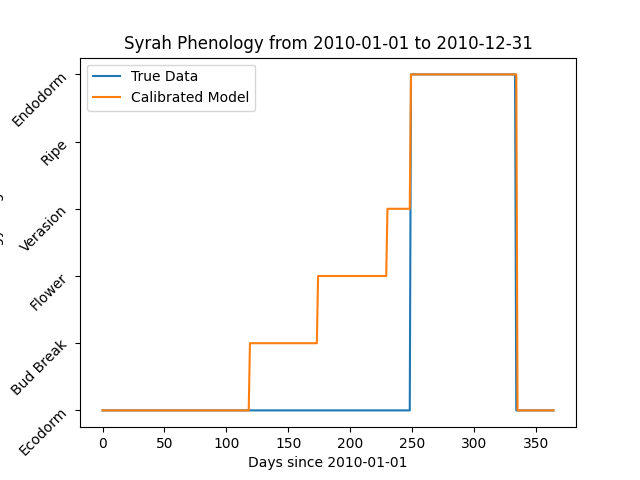 Syrah Phenology from 2010-01-01 to 2010-12-31
True Data
Calibrated Model
Endodorm
Ripe
Verasion
Flower
Bud Break
Ecodorm
0 50 100 150 200 250 300 350
Days since 2010-01-01